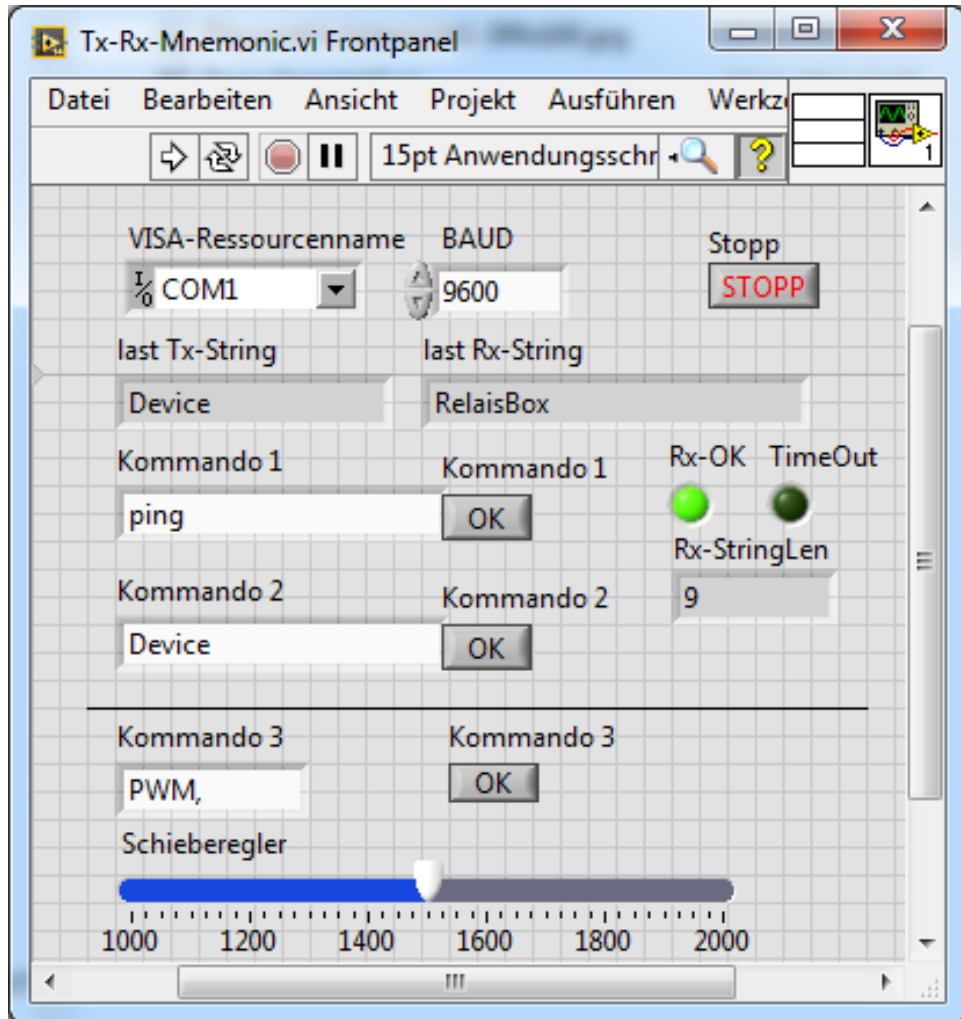 Tx-Rx-Mnemonic.vi Frontpanel
Datei Bearbeiten Ansicht Projekt Ausführen Werkz
15pt Anwendungsschr
1
VISA-Ressourcenname BAUD Stopp
COM1 9600 STOPP
last Tx-String last Rx-String
Device RelaisBox
Kommando 1 Kommando 1 Rx-OK TimeOut
ping OK
Rx-StringLen
Kommando 2 Kommando 2 9
Device OK
Kommando 3 Kommando 3
PWM, OK
Schieberegler
1000 1200 1400 1600 1800 2000